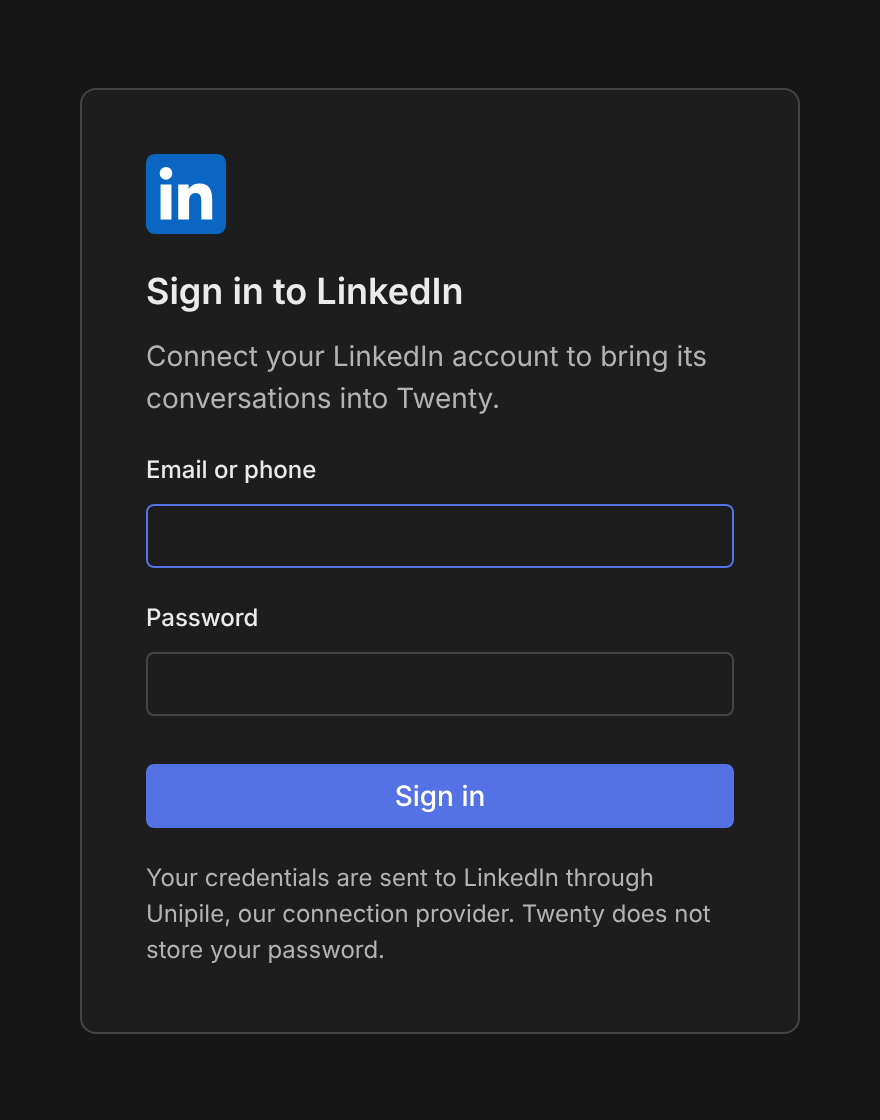 in
Sign in to LinkedIn
Connect your LinkedIn account to bring its
conversations into Twenty.
Email or phone
Password
Sign in
Your credentials are sent to LinkedIn through
Unipile, our connection provider. Twenty does not
store your password.